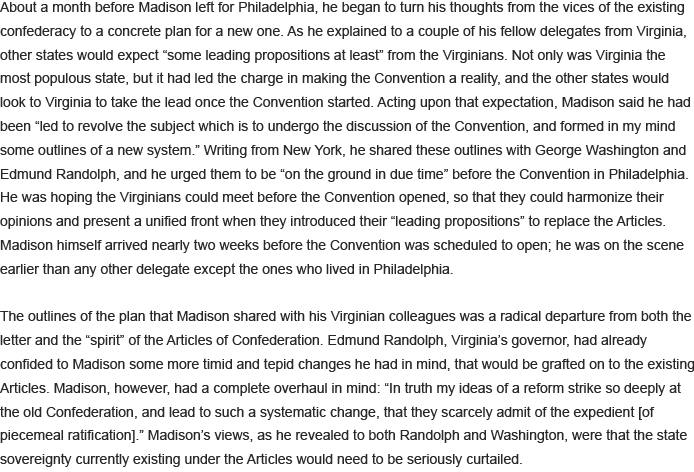 About a month before Madison left for Philadelphia, he began to turn his thoughts from the vices of the existing
confederacy to a concrete plan for a new one. As he explained to a couple of his fellow delegates from Virginia,
other states would expect “some leading propositions at least” from the Virginians. Not only was Virginia the
most populous state, but it had led the charge in making the Convention a reality, and the other states would
look to Virginia to take the lead once the Convention started. Acting upon that expectation, Madison said he had
been “led to revolve the subject which is to undergo the discussion of the Convention, and formed in my mind
some outlines of a new system.” Writing from New York, he shared these outlines with George Washington and
Edmund Randolph, and he urged them to be “on the ground in due time” before the Convention in Philadelphia.
He was hoping the Virginians could meet before the Convention opened, so that they could harmonize their
opinions and present a unified front when they introduced their “leading propositions” to replace the Articles.
Madison himself arrived nearly two weeks before the Convention was scheduled to open; he was on the scene
earlier than any other delegate except the ones who lived in Philadelphia.
The outlines of the plan that Madison shared with his Virginian colleagues was a radical departure from both the
letter and the “spirit” of the Articles of Confederation. Edmund Randolph, Virginia’s governor, had already
confided to Madison some more timid and tepid changes he had in mind, that would be grafted on to the existing
Articles. Madison, however, had a complete overhaul in mind: “In truth my ideas of a reform strike so deeply at
the old Confederation, and lead to such a systematic change, that they scarcely admit of the expedient [of
piecemeal ratification].” Madison’s views, as he revealed to both Randolph and Washington, were that the state
sovereignty currently existing under the Articles would need to be seriously curtailed.